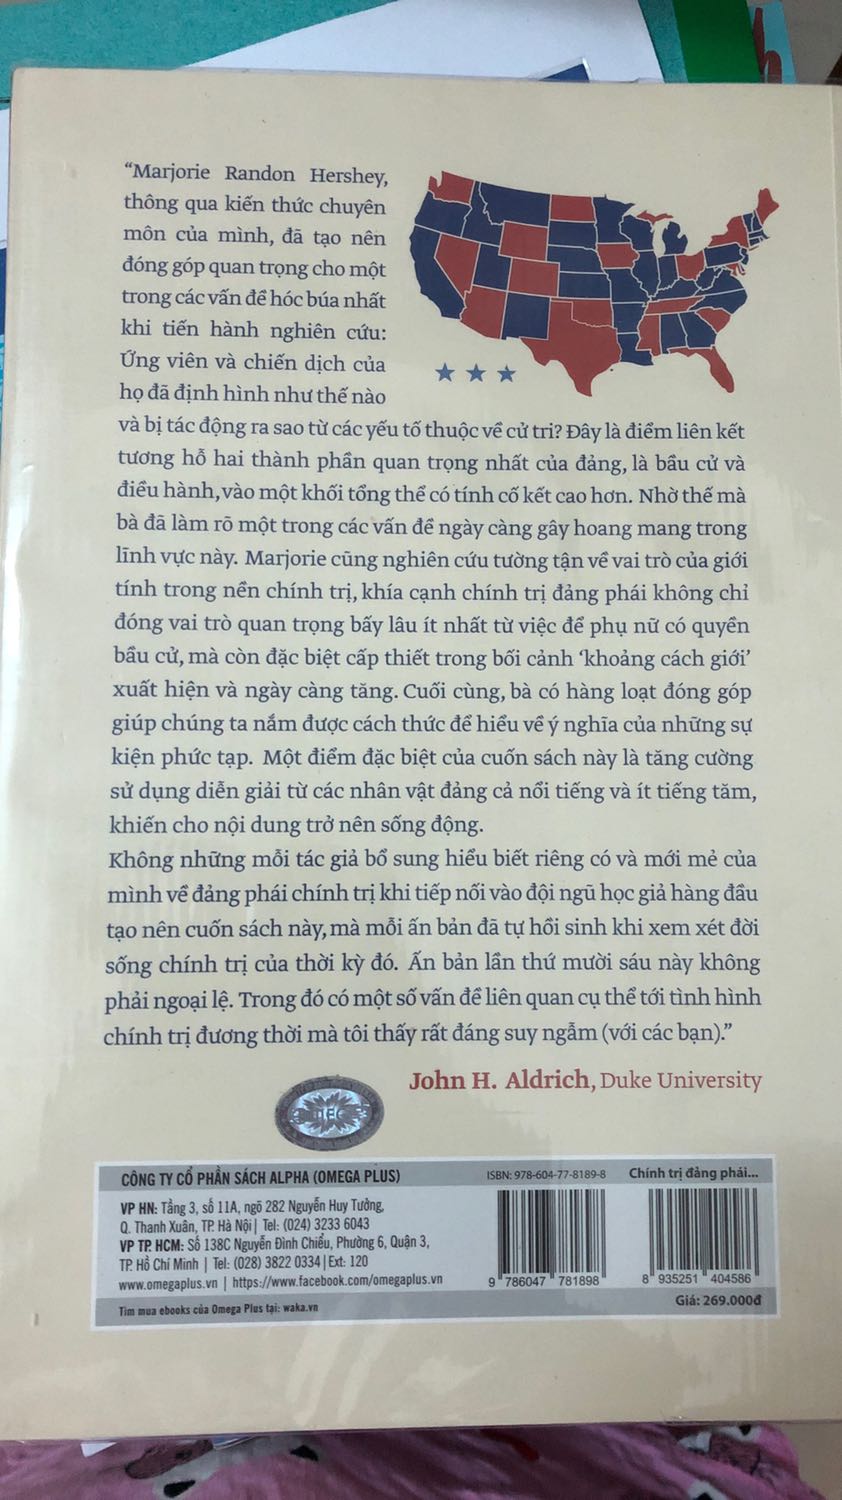 “Marjorie Randon Hershey,
thông qua kiến thức chuyên
môn của mình, đã tạo nên
đóng góp quan trọng cho một
trong các vấn đề hóc búa nhất
khi tiến hành nghiên cứu:
Ứng viên và chiến dịch của
họ đã định hình như thế nào
và bị tác động ra sao từ các yếu tố thuộc về cử tri? Đây là điểm liên kết
tương hỗ hai thành phần quan trọng nhất của đảng, là bầu cử và
điều hành, vào một khối tổng thể có tính cố kết cao hơn. Nhờ thế mà
bà đã làm rõ một trong các vấn đề ngày càng gây hoang mang trong
lĩnh vực này. Marjorie cũng nghiên cứu tường tận về vai trò của giới
tính trong nền chính trị, khía cạnh chính trị đảng phái không chỉ
đóng vai trò quan trọng bấy lâu ít nhất từ việc để phụ nữ có quyền
bầu cử, mà còn đặc biệt cấp thiết trong bối cảnh ‘khoảng cách giới’
xuất hiện và ngày càng tăng. Cuối cùng, bà có hàng loạt đóng góp
giúp chúng ta nắm được cách thức để hiểu về ý nghĩa của những sự
kiện phức tạp. Một điểm đặc biệt của cuốn sách này là tăng cường
sử dụng diễn giải từ các nhân vật đảng cả nổi tiếng và ít tiếng tăm,
khiến cho nội dung trở nên sống động.
Không những mỗi tác giả bổ sung hiểu biết riêng có và mới mẻ của
mình về đảng phái chính trị khi tiếp nối vào đội ngũ học giả hàng đầu
tạo nên cuốn sách này, mà mỗi ấn bản đã tự hồi sinh khi xem xét đời
sống chính trị của thời kỳ đó. Ấn bản lần thứ mười sáu này không
phải ngoại lệ. Trong đó có một số vấn đề liên quan cụ thể tới tình hình
chính trị đương thời mà tôi thấy rất đáng suy ngẫm (với các bạn).”
John H. Aldrich, Duke University
CÔNG TY CỔ PHẦN SÁCH ALPHA (OMEGA PLUS)
VP HN: Tầng 3, số 11A, ngõ 282 Nguyễn Huy Tưởng,
Q. Thanh Xuân, TP. Hà Nội | Tel: (024) 3233 6043
VP TP. HCM: Số 138C Nguyễn Đình Chiểu, Phường 6, Quận 3,
TP. Hồ Chí Minh | Tel: (028) 3822 0334 | Ext: 120
www.omegaplus.vn | https://www.facebook.com/omegaplus.vn
Tìm mua ebooks của Omega Plus tại: waka.vn
ISBN: 978-604-77-8189-8
9 786047 781898
Chính trị đảng phái...
8 935251 404586
Giá: 269.000đ